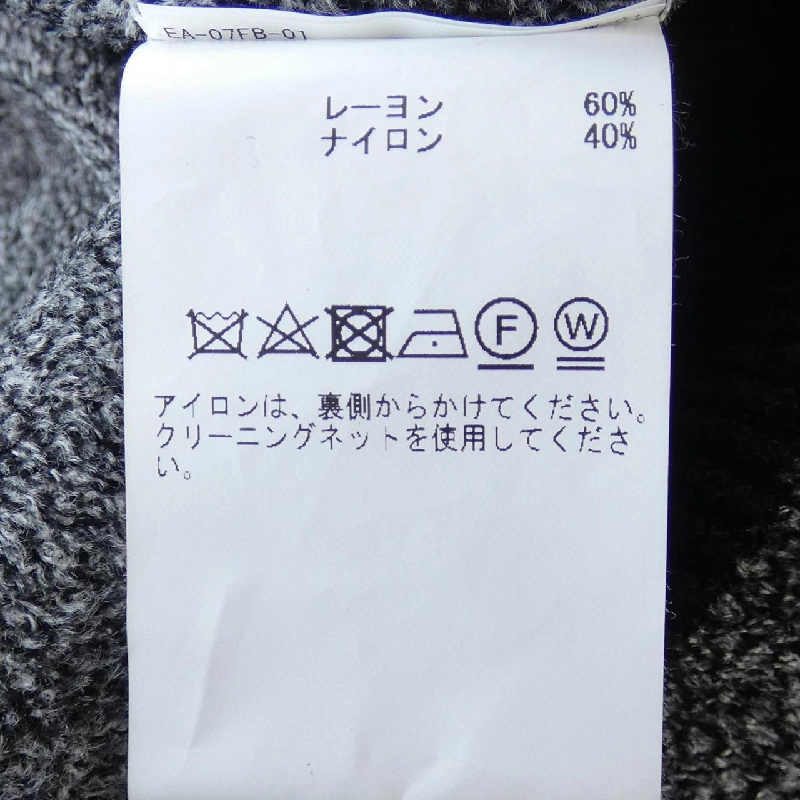 EA-07FB-01
レーヨン 60%
ナイロン 40%
F W
アイロンは、裏側からかけてください。
クリーニングネットを使用してくださ
い。